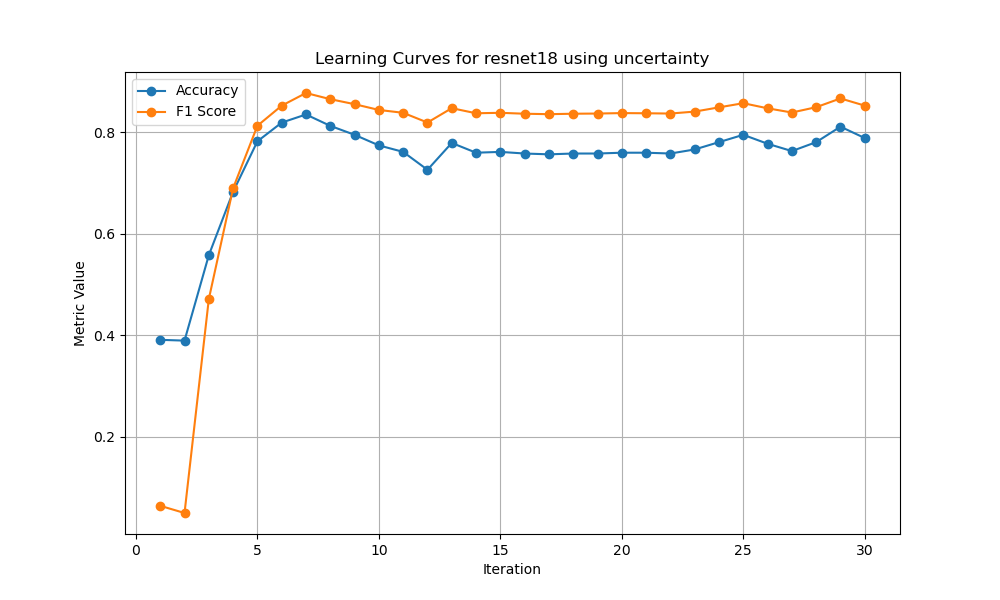 Learning Curves for resnet18 using uncertainty
Accuracy
F1 Score
Metric Value
0.8
0.6
0.4
0.2
0 5 10 15 20 25 30
Iteration